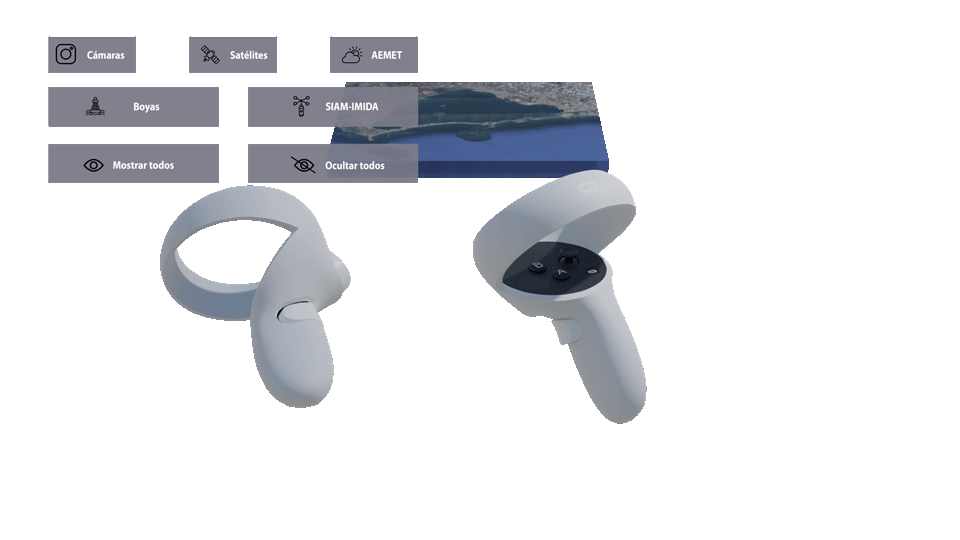 Cámaras
Satélites
AEMET
Boyas
SIAM-IMIDA
Mostrar todos
Ocultar todos
B
A